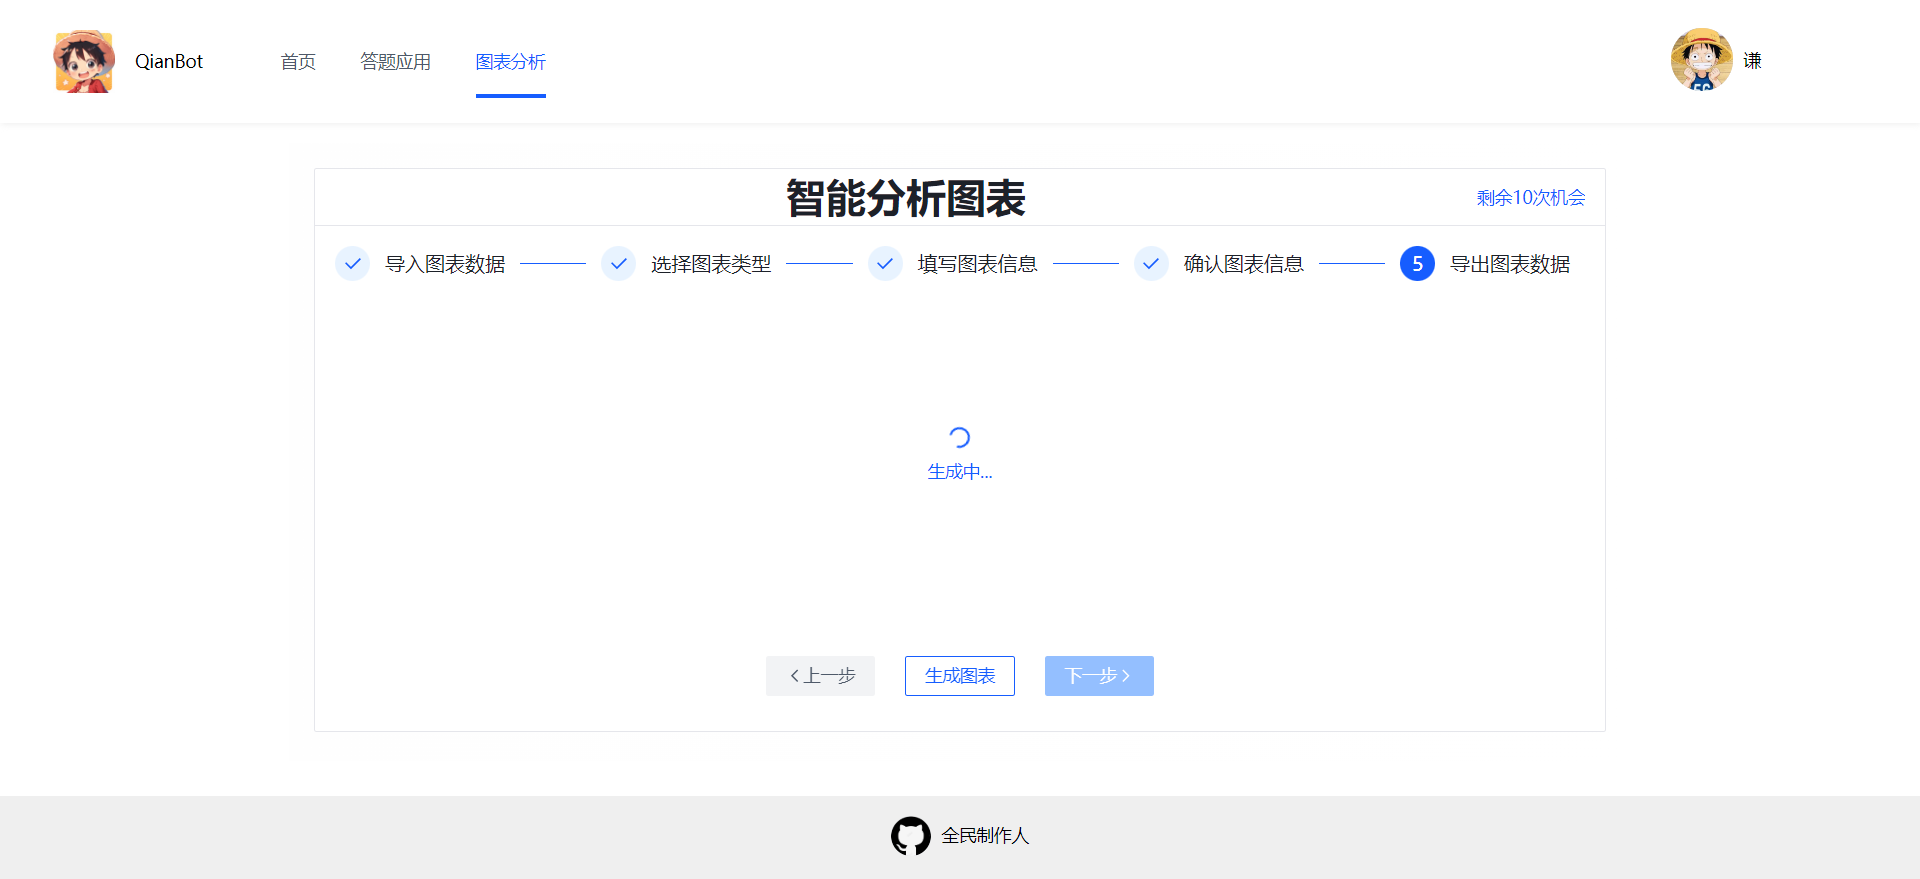 QianBot
首页
答题应用
图表分析
谦
智能分析图表
剩余10次机会
导入图表数据
选择图表类型
填写图表信息
确认图表信息
5 导出图表数据
生成中...
上一步
生成图表
下一步
全民制作人